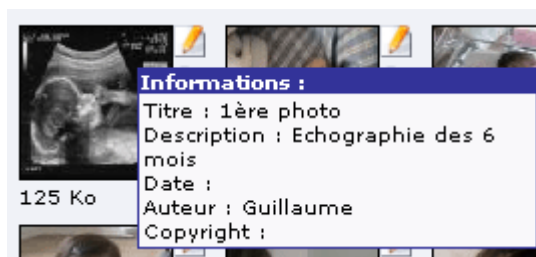 Informations :
Titre : 1ère photo
Description : Echographie des 6
mois
Date :
Auteur : Guillaume
Copyright :
125 Ko